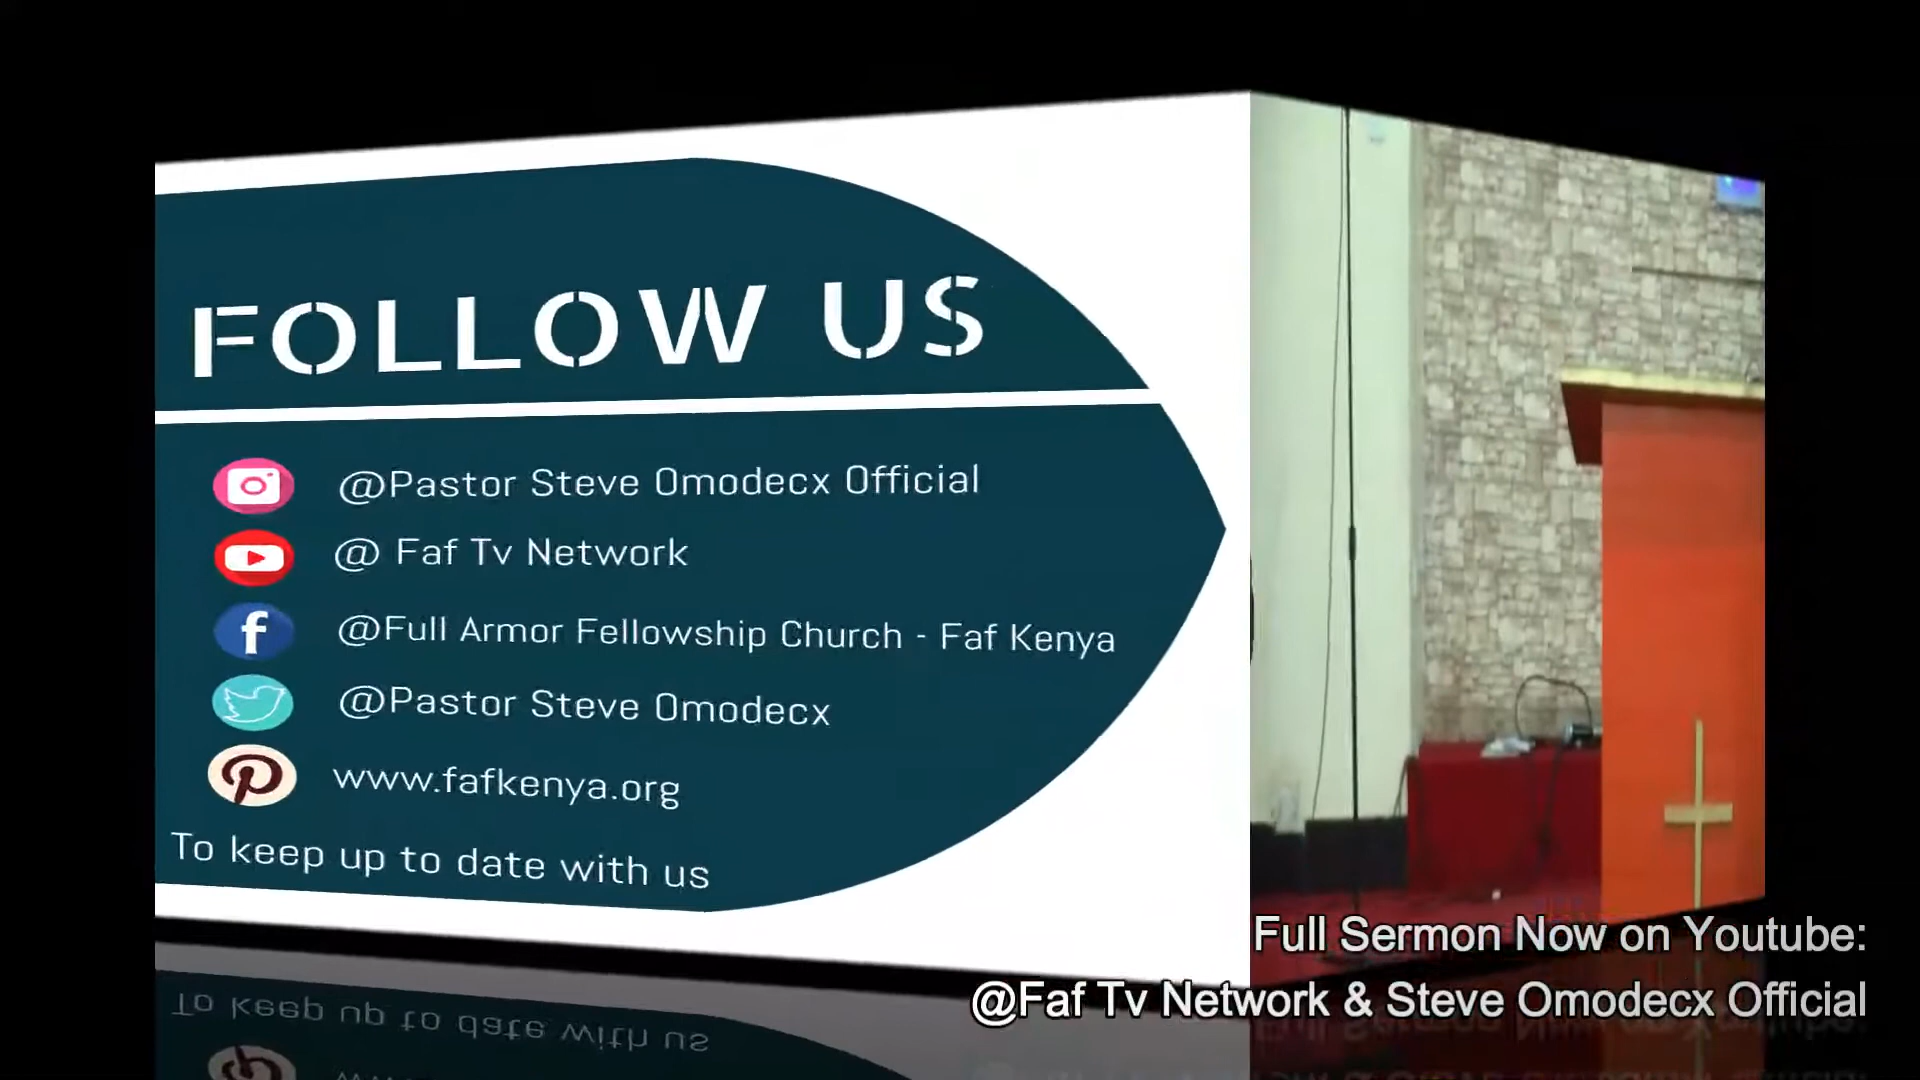 FOLLOW US
@Pastor Steve Omodecx Official
@ Faf Tv Network
@Full Armor Fellowship Church - Faf Kenya
@Pastor Steve Omodecx
www.fafkenya.org
To keep up to date with us
Full Sermon Now on Youtube:
@Faf Tv Network & Steve Omodecx Official